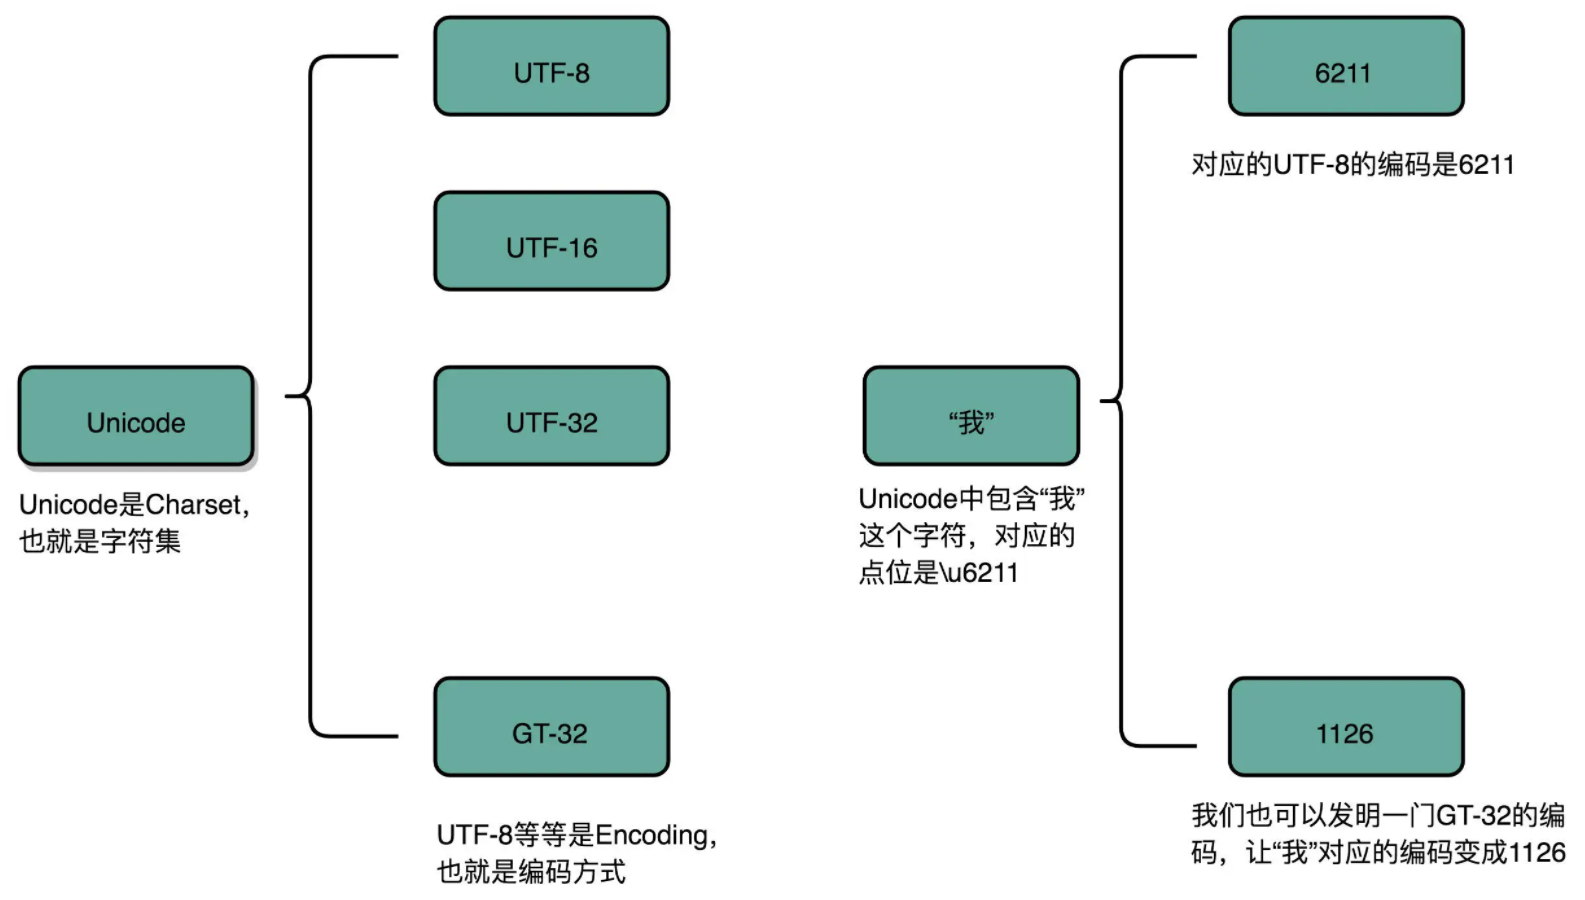 UTF-8
UTF-16
UTF-32
Unicode
Unicode是Charset,
也就是字符集
GT-32
UTF-8等等是Encoding,
也就是编码方式
6211
对应的UTF-8的编码是6211
“我”
Unicode中包含“我”
这个字符，对应的
点位是\u6211
1126
我们也可以发明一门GT-32的编
码，让“我”对应的编码变成1126